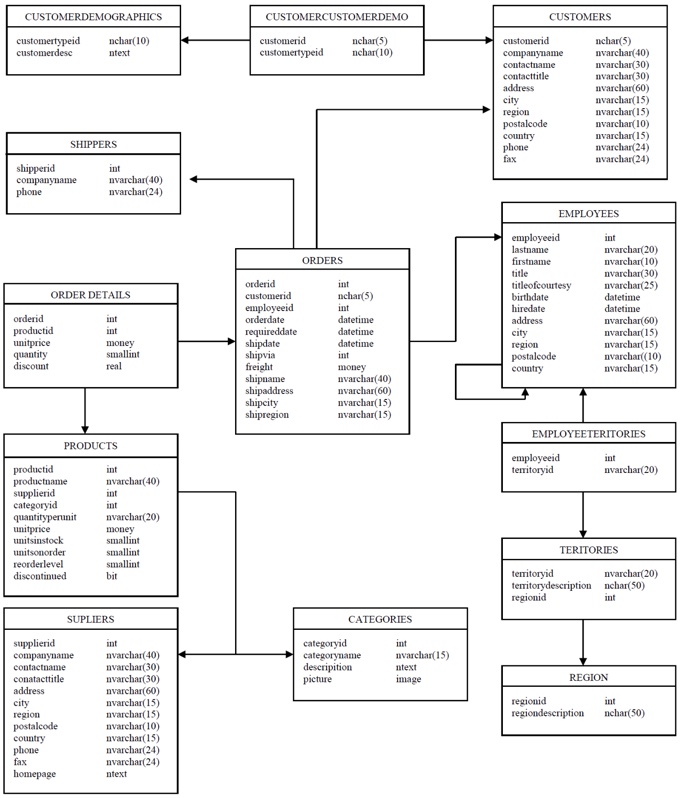 CUSTOMERDEMOGRAPHICS
customertypeid nchar(10)
customerdesc ntext
CUSTOMERCUSTOMERDEMO
customerid nchar(5)
customertypeid nchar(10)
CUSTOMERS
customerid nchar(5)
companyname nvarchar(40)
contactname nvarchar(30)
contacttitle nvarchar(30)
address nvarchar(60)
city nvarchar(15)
region nvarchar(15)
postalcode nvarchar(10)
country nvarchar(15)
phone nvarchar(24)
fax nvarchar(24)
SHIPPERS
shipperid int
companyname nvarchar(40)
phone nvarchar(24)
EMPLOYEES
employeeid int
lastname nvarchar(20)
firstname nvarchar(10)
title nvarchar(30)
titleofcourtesy nvarchar(25)
birthdate datetime
hiredate datetime
address nvarchar(60)
city nvarchar(15)
region nvarchar(15)
postalcode nvarchar((10)
country nvarchar(15)
ORDERS
orderid int
customerid nchar(5)
employeeid int
orderdate datetime
requireddate datetime
shipdate datetime
shipvia int
freight money
shipname nvarchar(40)
shipaddress nvarchar(60)
shipcity nvarchar(15)
shipregion nvarchar(15)
ORDER DETAILS
orderid int
productid int
unitprice money
quantity smallint
discount real
PRODUCTS
productid int
productname nvarchar(40)
supplierid int
categoryid int
quantityperunit nvarchar(20)
unitprice money
unitsinstock smallint
unitsonorder smallint
reorderlevel smallint
discontinued bit
EMPLOYEETERITORIES
employeeid int
territoryid nvarchar(20)
TERITORIES
territoryid nvarchar(20)
territorydescription nchar(50)
regionid int
SUPLIERS
supplierid int
companyname nvarchar(40)
contactname nvarchar(30)
conatacttitle nvarchar(30)
address nvarchar(60)
city nvarchar(15)
region nvarchar(15)
postalcode nvarchar(10)
country nvarchar(15)
phone nvarchar(24)
fax nvarchar(24)
homepage ntext
CATEGORIES
categoryid int
categoryname nvarchar(15)
descripition ntext
picture image
REGION
regionid int
regiondescription nchar(50)